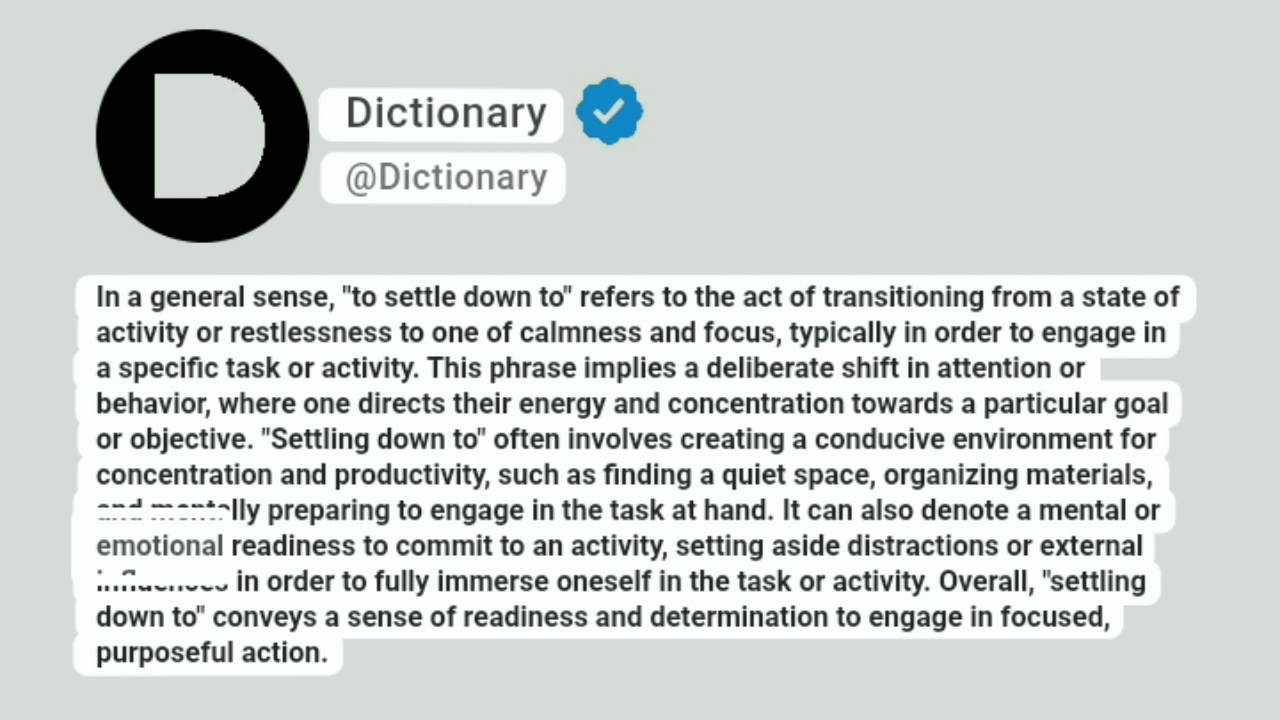 D
Dictionary
@Dictionary
In a general sense, "to settle down to" refers to the act of transitioning from a state of
activity or restlessness to one of calmness and focus, typically in order to engage in
a specific task or activity. This phrase implies a deliberate shift in attention or
behavior, where one directs their energy and concentration towards a particular goal
or objective. "Settling down to" often involves creating a conducive environment for
concentration and productivity, such as finding a quiet space, organizing materials,
and mentally preparing to engage in the task at hand. It can also denote a mental or
emotional readiness to commit to an activity, setting aside distractions or external
influences in order to fully immerse oneself in the task or activity. Overall, "settling
down to" conveys a sense of readiness and determination to engage in focused,
purposeful action.